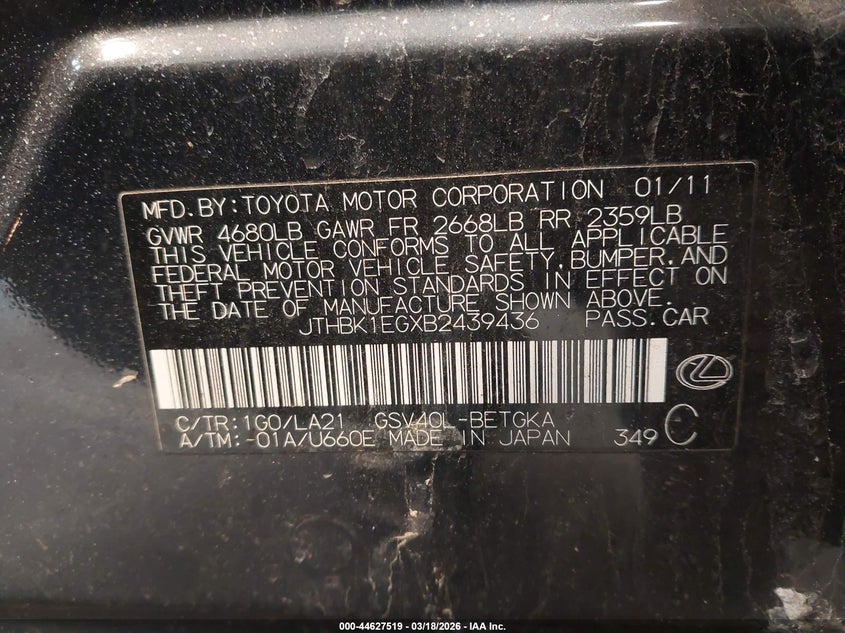 MFD.BY:TOYOTA MOTOR CORPORATION 01/11
GVWR 4680LB GAWR FR 2668LB RR 2359LB
THIS VEHICLE CONFORMS TO ALL APPLICABLE
FEDERAL MOTOR VEHICLE SAFETY,BUMPER,AND
THEFT PREVENTION STANDARDS IN EFFECT ON
THE DATE OF MANUFACTURE SHOWN ABOVE.
JTHBK1EGXB2439436 PASS.CAR
C/TR:1G0/LA21 GSV40L-BETGKA
A/TM:-01A/U660E MADE IN JAPAN 349 C
000-44627519 - 03/18/2026 - IAA Inc.